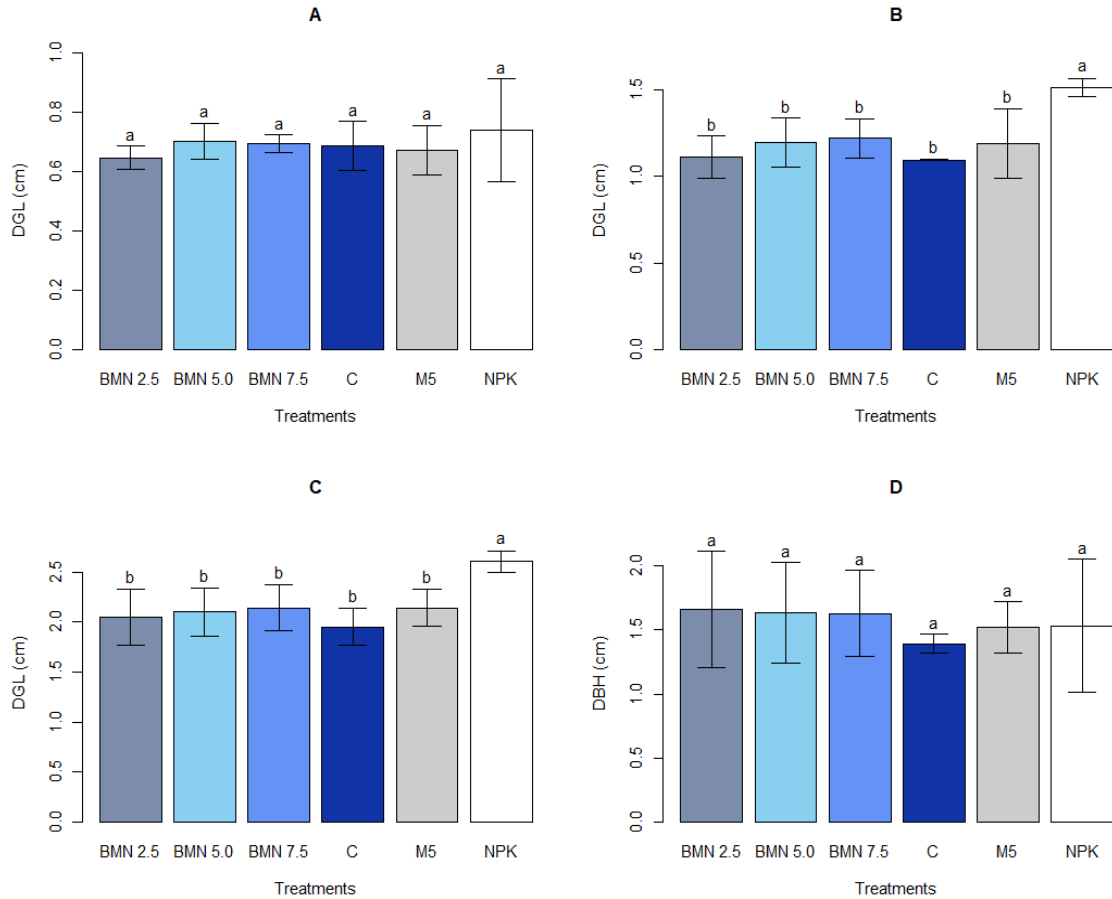 A
DGL (cm)
1.0
0.8
0.6
0.4
0.2
0.0
a a a a a a
BMN 2.5 BMN 5.0 BMN 7.5 C M5 NPK
Treatments
B
DGL (cm)
1.5
1.0
0.5
0.0
b b b b b a
BMN 2.5 BMN 5.0 BMN 7.5 C M5 NPK
Treatments
C
DGL (cm)
2.5
2.0
1.5
1.0
0.5
0.0
b b b b b a
BMN 2.5 BMN 5.0 BMN 7.5 C M5 NPK
Treatments
D
DBH (cm)
2.0
1.5
1.0
0.5
0.0
a a a a a a
BMN 2.5 BMN 5.0 BMN 7.5 C M5 NPK
Treatments